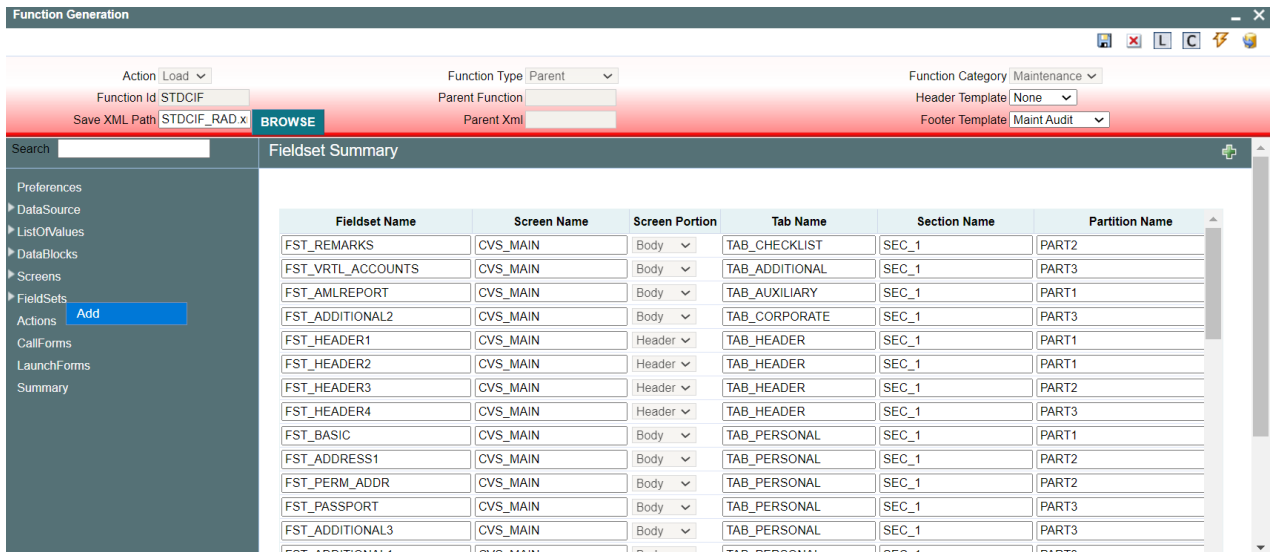 Function Generation
L C
Action Load Function Type Parent Function Category Maintenance
Function Id STDCIF Parent Function Header Template None
Save XML Path STDCIF_RAD.x BROWSE Parent Xml Footer Template Maint Audit
Search Fieldset Summary
Preferences
DataSource
ListOfValues
DataBlocks
Screens
FieldSets
Add
Actions
CallForms
LaunchForms
Summary
Fieldset Name Screen Name Screen Portion Tab Name Section Name Partition Name
FST_REMARKS CVS_MAIN Body TAB_CHECKLIST SEC_1 PART2
FST_VRTL_ACCOUNTS CVS_MAIN Body TAB_ADDITIONAL SEC_1 PART3
FST_AMLREPORT CVS_MAIN Body TAB_AUXILIARY SEC_1 PART1
FST_ADDITIONAL2 CVS_MAIN Body TAB_CORPORATE SEC_1 PART3
FST_HEADER1 CVS_MAIN Header TAB_HEADER SEC_1 PART1
FST_HEADER2 CVS_MAIN Header TAB_HEADER SEC_1 PART1
FST_HEADER3 CVS_MAIN Header TAB_HEADER SEC_1 PART2
FST_HEADER4 CVS_MAIN Header TAB_HEADER SEC_1 PART3
FST_BASIC CVS_MAIN Body TAB_PERSONAL SEC_1 PART1
FST_ADDRESS1 CVS_MAIN Body TAB_PERSONAL SEC_1 PART2
FST_PERM_ADDR CVS_MAIN Body TAB_PERSONAL SEC_1 PART2
FST_PASSPORT CVS_MAIN Body TAB_PERSONAL SEC_1 PART3
FST_ADDITIONAL3 CVS_MAIN Body TAB_PERSONAL SEC_1 PART3